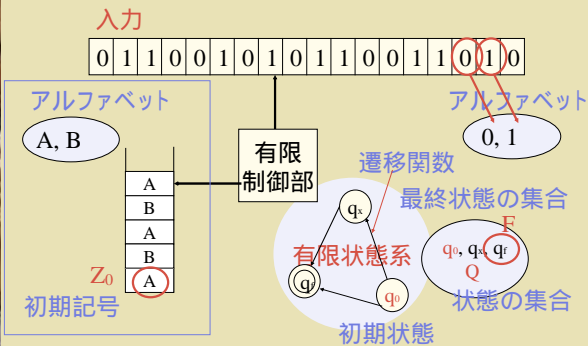 入力
0 1 1 0 0 1 0 1 0 1 1 0 0 1 1 0 1 0
アルファベット
A, B
アルファベット
0, 1
有限
制御部
A
B
A
B
A
Z₀
初期記号
遷移関数
最終状態の集合
F
qₓ
有限状態系
q_f
q₀
初期状態
q₀, qₓ, q_f
Q
状態の集合